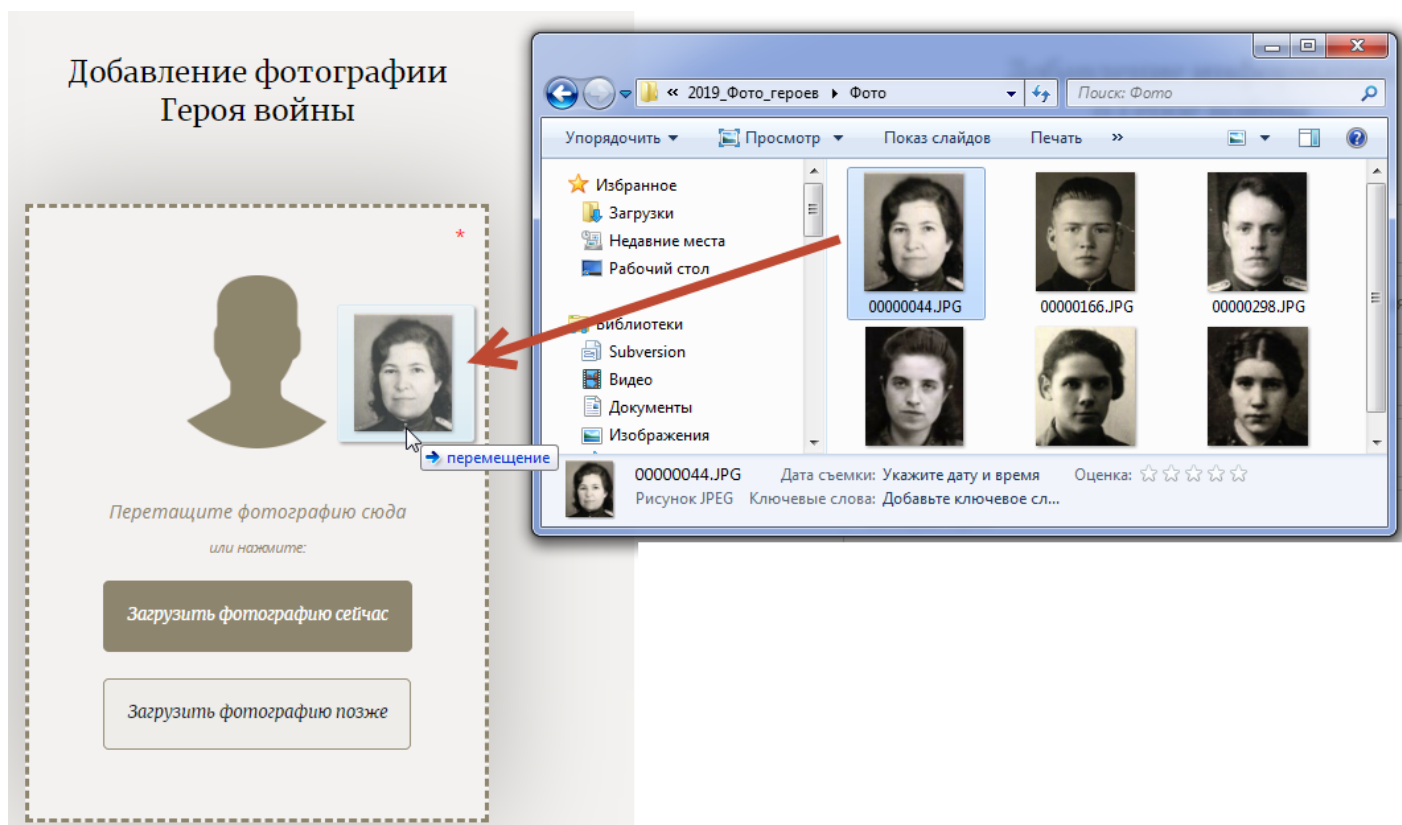 Добавление фотографии
Героя войны
*
Перетащите фотографию сюда
или нажмите:
Загрузить фотографию сейчас
Загрузить фотографию позже
перемещение
« 2019_Фото_героев Фото
Поиск: Фото
Упорядочить Просмотр Показ слайдов Печать »
Избранное
Загрузки
Недавние места
Рабочий стол
Библиотеки
Subversion
Видео
Документы
Изображения
00000044.JPG 00000166.JPG 00000298.JPG
00000044.JPG Дата съемки: Укажите дату и время Оценка:
Рисунок JPEG Ключевые слова: Добавьте ключевое сл...